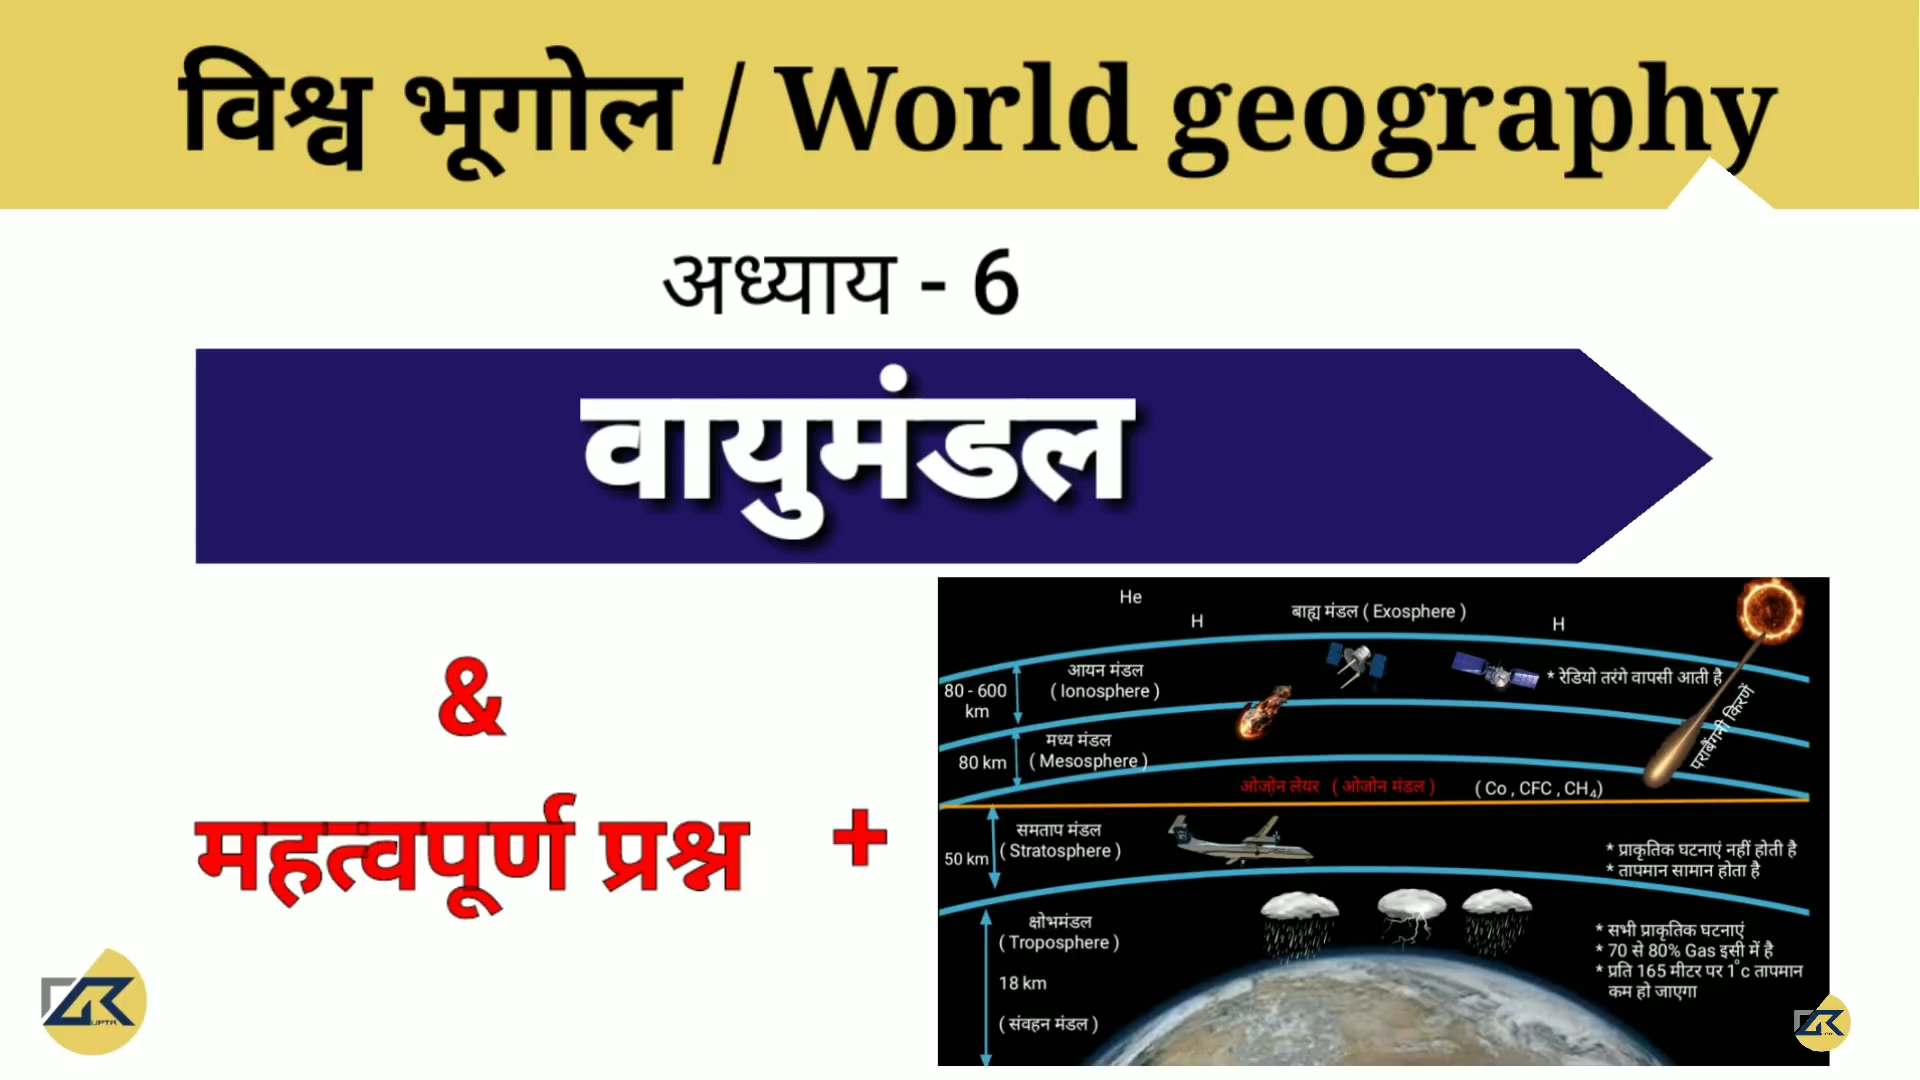 विश्व भूगोल / World geography
अध्याय - 6
वायुमंडल
&
महत्वपूर्ण प्रश्न +
He
H
बाह्य मंडल ( Exosphere )
H
आयन मंडल
( Ionosphere )
80 - 600
km
* रेडियो तरंगे वापसी आती है
पराबैंगनी किरणें
मध्य मंडल
( Mesosphere )
80 km
ओजोन लेयर ( ओजोन मंडल )
( Co , CFC , CH₄)
समताप मंडल
( Stratosphere )
50 km
* प्राकृतिक घटनाएं नहीं होती है
* तापमान सामान होता है
क्षोभमंडल
( Troposphere )
18 km
( संवहन मंडल )
* सभी प्राकृतिक घटनाएं
* 70 से 80% Gas इसी में है
* प्रति 165 मीटर पर 1°c तापमान
कम हो जाएगा
GK
UPTA
GK